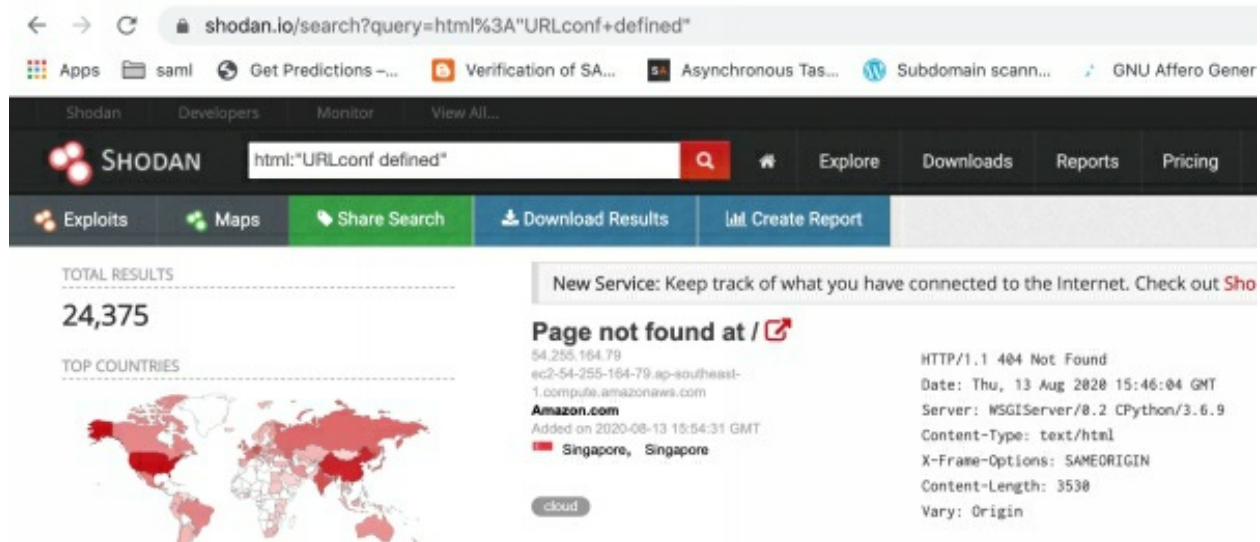 shodan.io/search?query=html%3A"URLconf+defined"
Apps saml Get Predictions –... Verification of SA... SA Asynchronous Tas... Subdomain scann... GNU Affero Gener
Shodan Developers Monitor View All...
SHODAN html:"URLconf defined" Explore Downloads Reports Pricing
Exploits Maps Share Search Download Results Create Report
TOTAL RESULTS
24,375
TOP COUNTRIES
New Service: Keep track of what you have connected to the Internet. Check out Sho
Page not found at /
54.255.164.79
ec2-54-255-164-79.ap-southeast-
1.compute.amazonaws.com
Amazon.com
Added on 2020-08-13 15:54:31 GMT
Singapore, Singapore
cloud
HTTP/1.1 404 Not Found
Date: Thu, 13 Aug 2020 15:46:04 GMT
Server: WSGIServer/0.2 CPython/3.6.9
Content-Type: text/html
X-Frame-Options: SAMEORIGIN
Content-Length: 3530
Vary: Origin